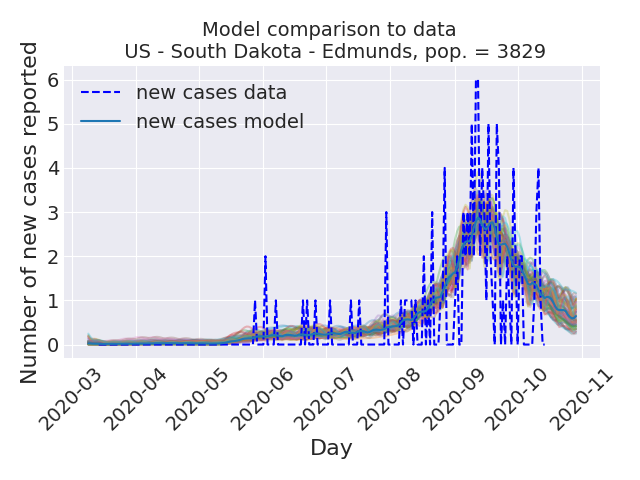 Model comparison to data
US - South Dakota - Edmunds, pop. = 3829
Number of new cases reported
6
5
4
3
2
1
0
new cases data
new cases model
2020-03
2020-04
2020-05
2020-06
2020-07
2020-08
2020-09
2020-10
2020-11
Day